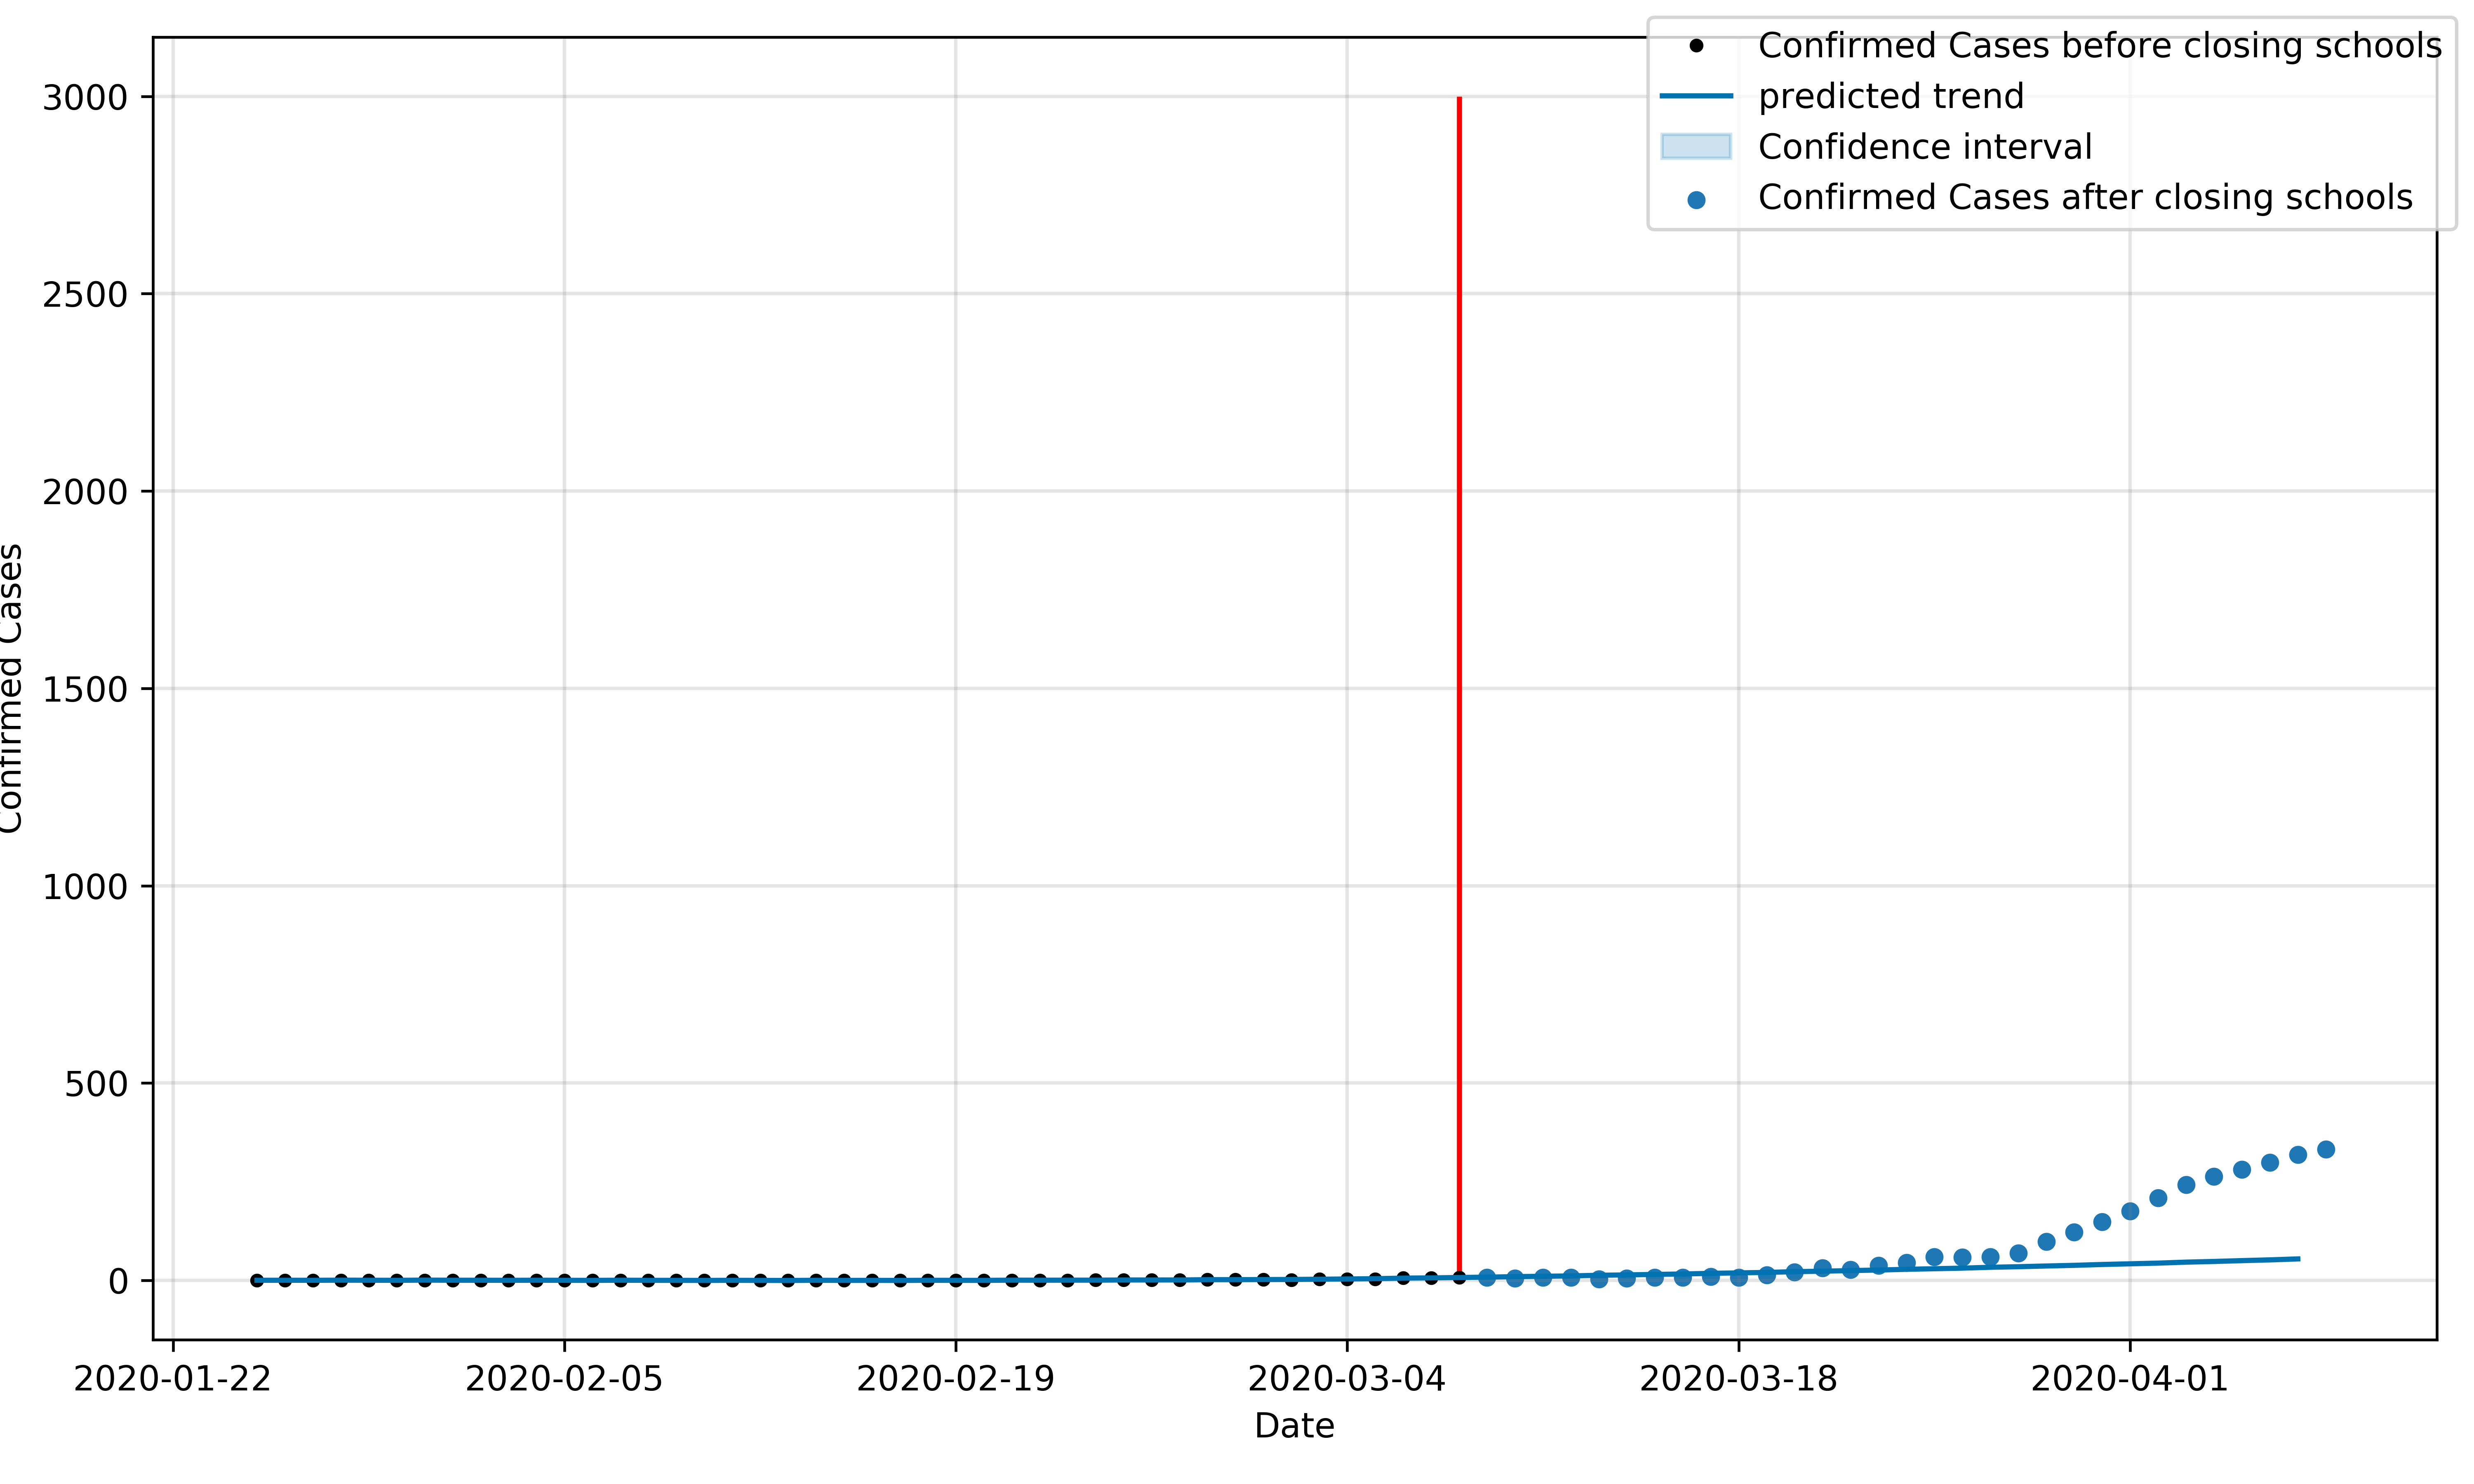 Confirmed Cases before closing schools
predicted trend
Confidence interval
Confirmed Cases after closing schools
3000
2500
2000
1500
1000
500
0
Confirmed Cases
2020-01-22 2020-02-05 2020-02-19 2020-03-04 2020-03-18 2020-04-01
Date